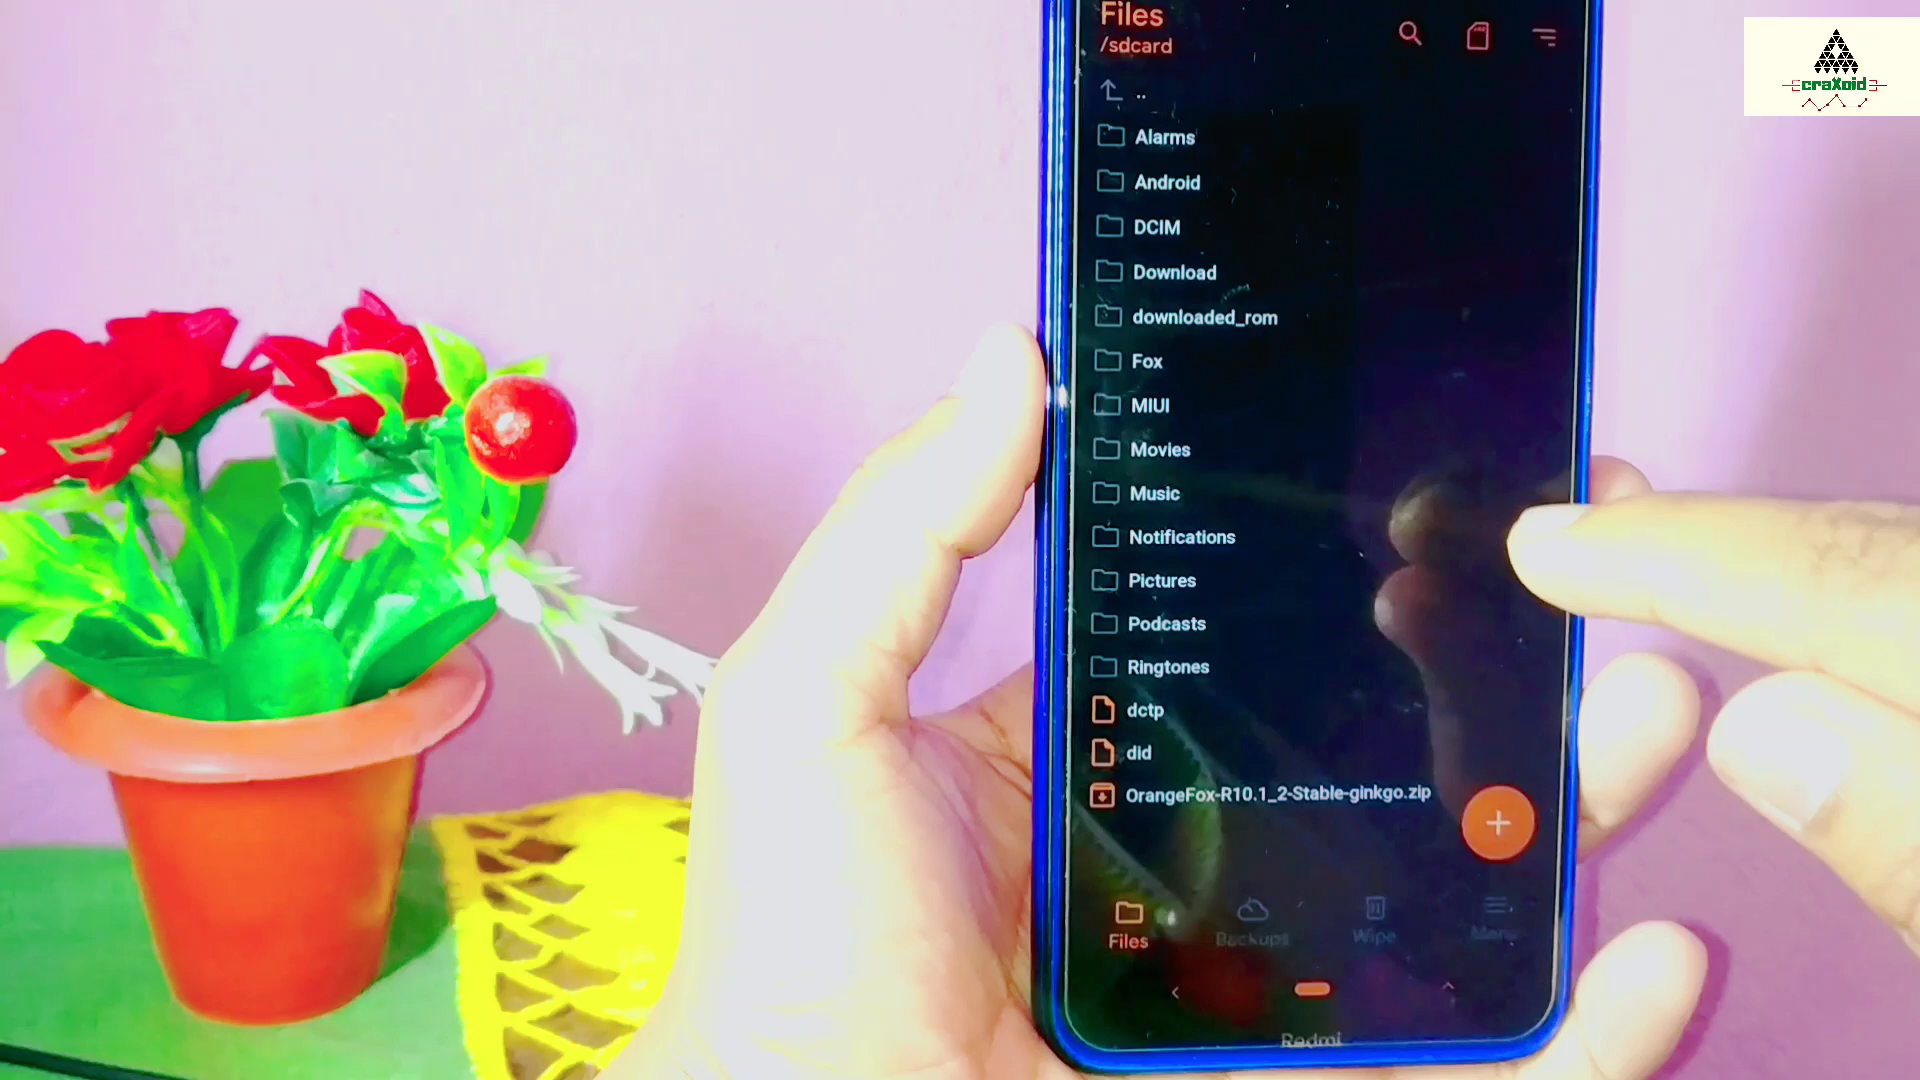 Files
/sdcard
..
Alarms
Android
DCIM
Download
downloaded_rom
Fox
MIUI
Movies
Music
Notifications
Pictures
Podcasts
Ringtones
dctp
did
OrangeFox-R10.1_2-Stable-ginkgo.zip
Files
Backups
Wipe
Menu
Redmi
craXoid